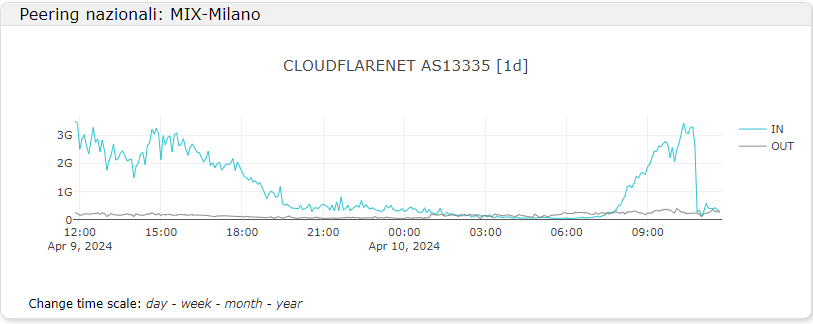 Peering nazionali: MIX-Milano
CLOUDFLARENET AS13335 [1d]
3G
2G
1G
0
IN
OUT
12:00 15:00 18:00 21:00 00:00 03:00 06:00 09:00
Apr 9, 2024 Apr 10, 2024
Change time scale: day - week - month - year